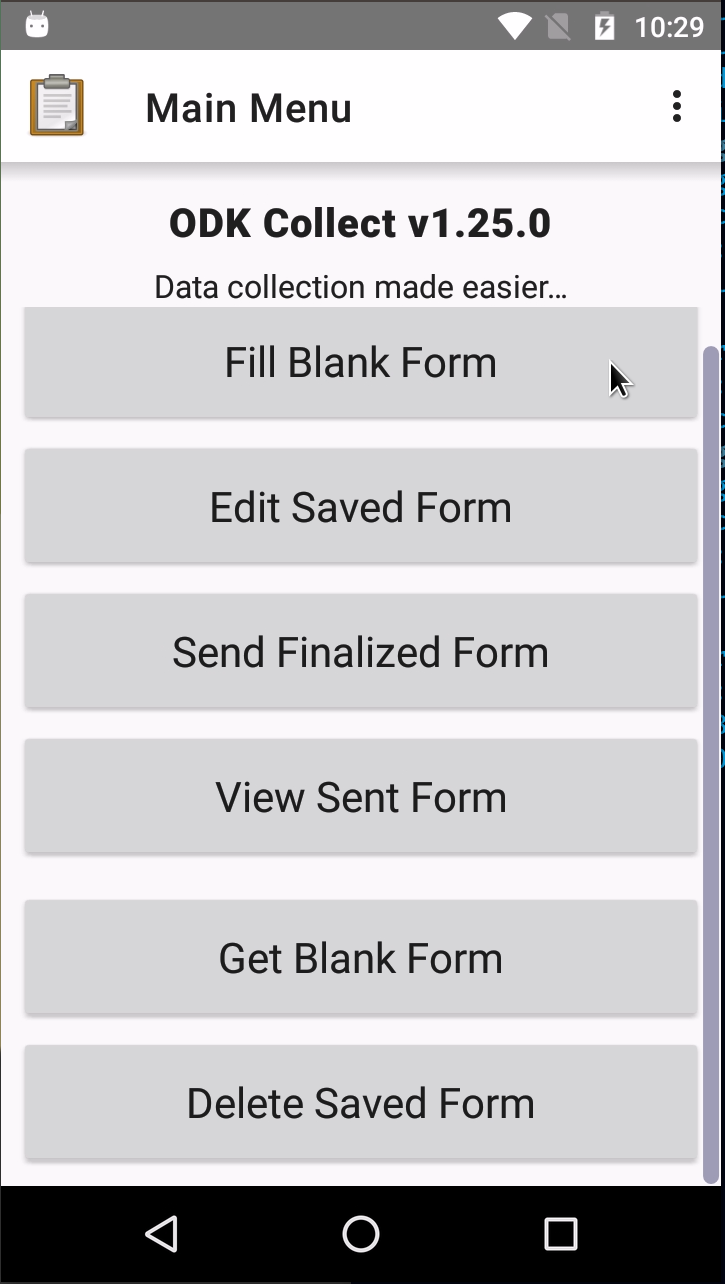 10:29
Main Menu
ODK Collect v1.25.0
Data collection made easier...
Fill Blank Form
Edit Saved Form
Send Finalized Form
View Sent Form
Get Blank Form
Delete Saved Form